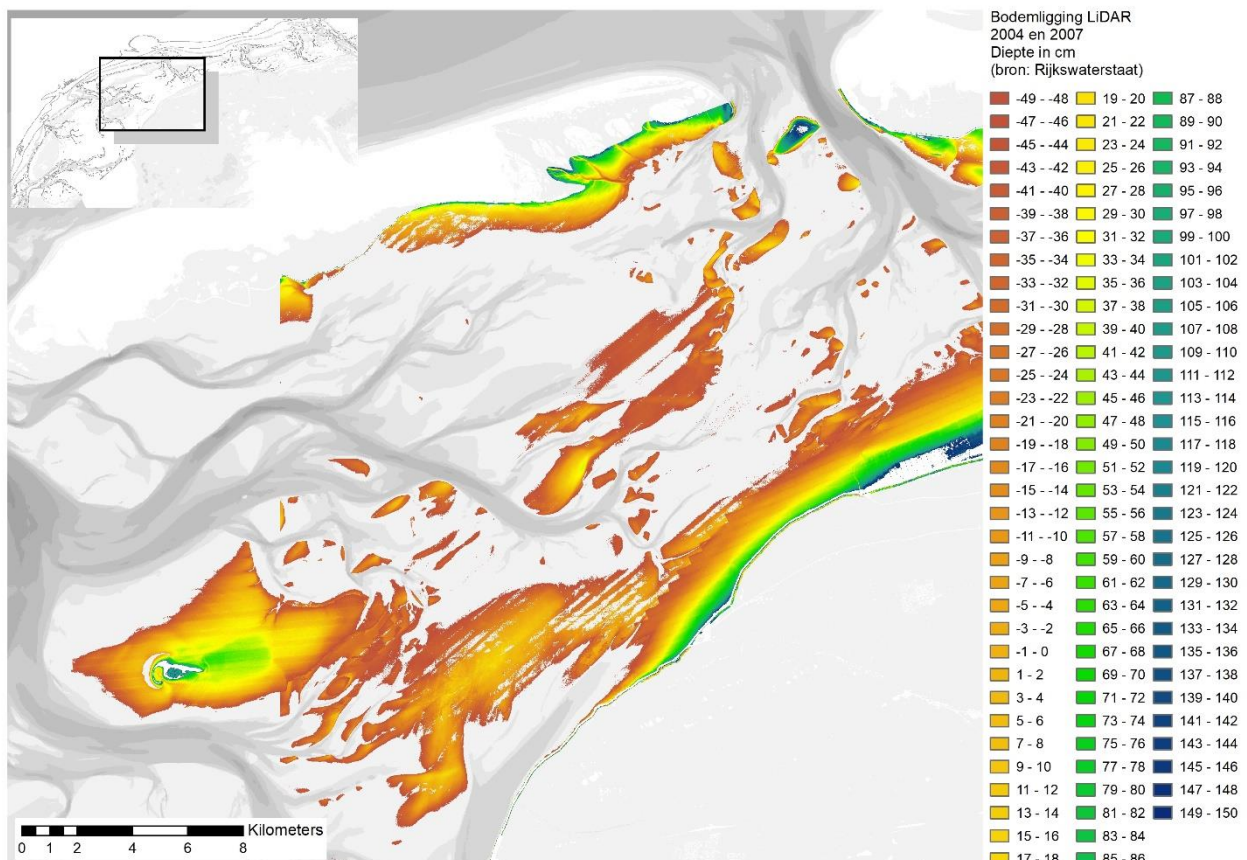 Bodemligging LiDAR
2004 en 2007
Diepte in cm
(bron: Rijkswaterstaat)
-49 - -48
-47 - -46
-45 - -44
-43 - -42
-41 - -40
-39 - -38
-37 - -36
-35 - -34
-33 - -32
-31 - -30
-29 - -28
-27 - -26
-25 - -24
-23 - -22
-21 - -20
-19 - -18
-17 - -16
-15 - -14
-13 - -12
-11 - -10
-9 - -8
-7 - -6
-5 - -4
-3 - -2
-1 - 0
1 - 2
3 - 4
5 - 6
7 - 8
9 - 10
11 - 12
13 - 14
15 - 16
17 - 18
19 - 20
21 - 22
23 - 24
25 - 26
27 - 28
29 - 30
31 - 32
33 - 34
35 - 36
37 - 38
39 - 40
41 - 42
43 - 44
45 - 46
47 - 48
49 - 50
51 - 52
53 - 54
55 - 56
57 - 58
59 - 60
61 - 62
63 - 64
65 - 66
67 - 68
69 - 70
71 - 72
73 - 74
75 - 76
77 - 78
79 - 80
81 - 82
83 - 84
85 - 86
87 - 88
89 - 90
91 - 92
93 - 94
95 - 96
97 - 98
99 - 100
101 - 102
103 - 104
105 - 106
107 - 108
109 - 110
111 - 112
113 - 114
115 - 116
117 - 118
119 - 120
121 - 122
123 - 124
125 - 126
127 - 128
129 - 130
131 - 132
133 - 134
135 - 136
137 - 138
139 - 140
141 - 142
143 - 144
145 - 146
147 - 148
149 - 150
Kilometers
0 1 2 4 6 8